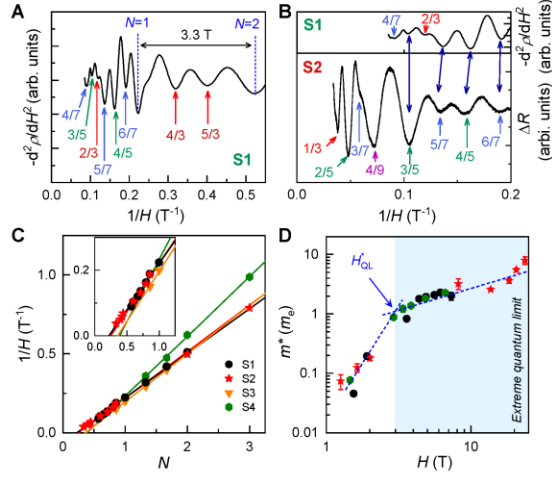 A
N=1
N=2
3.3 T
-d²ρ/dH² (arb. units)
4/7
3/5
2/3
5/7
4/5
6/7
4/3
5/3
S1
0.0 0.1 0.2 0.3 0.4 0.5
1/H (T⁻¹)
B
S1
4/7
2/3
-d²ρ/dH²
S2
(arb. units)
ΔR
1/3
2/5
3/7
4/9
3/5
5/7
4/5
6/7
0.0 0.1 0.2
1/H (T⁻¹)
C
1.0
0.5
0.0
1/H (T⁻¹)
0.2
0.0
0.0 0.5 1.0
S1
S2
S3
S4
0 1 2 3
N
D
10
1
0.1
0.01
m* (mₑ)
H*QL
Extreme quantum limit
1 10
H (T)